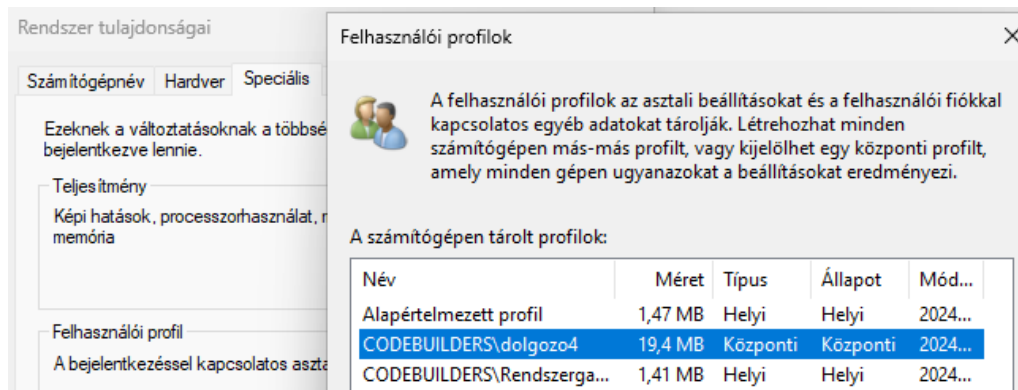 Rendszer tulajdonságai
Számítógépnév Hardver Speciális
Ezeknek a változtatásoknak a többsé
bejelentkezve lennie.
Teljesítmény
Képi hatások, processzorhasználat, r
memória
Felhasználói profil
A bejelentkezéssel kapcsolatos aszta
Felhasználói profilok
A felhasználói profilok az asztali beállításokat és a felhasználói fiókkal
kapcsolatos egyéb adatokat tárolják. Létrehozhat minden
számítógépen más-más profilt, vagy kijelölhet egy központi profilt,
amely minden gépen ugyanazokat a beállításokat eredményezi.
A számítógépen tárolt profilok:
Név Méret Típus Állapot Mód...
Alapértelmezett profil 1,47 MB Helyi Helyi 2024...
CODEBUILDERS\dolgozo4 19,4 MB Központi Központi 2024...
CODEBUILDERS\Rendszerga... 1,41 MB Helyi Helyi 2024...